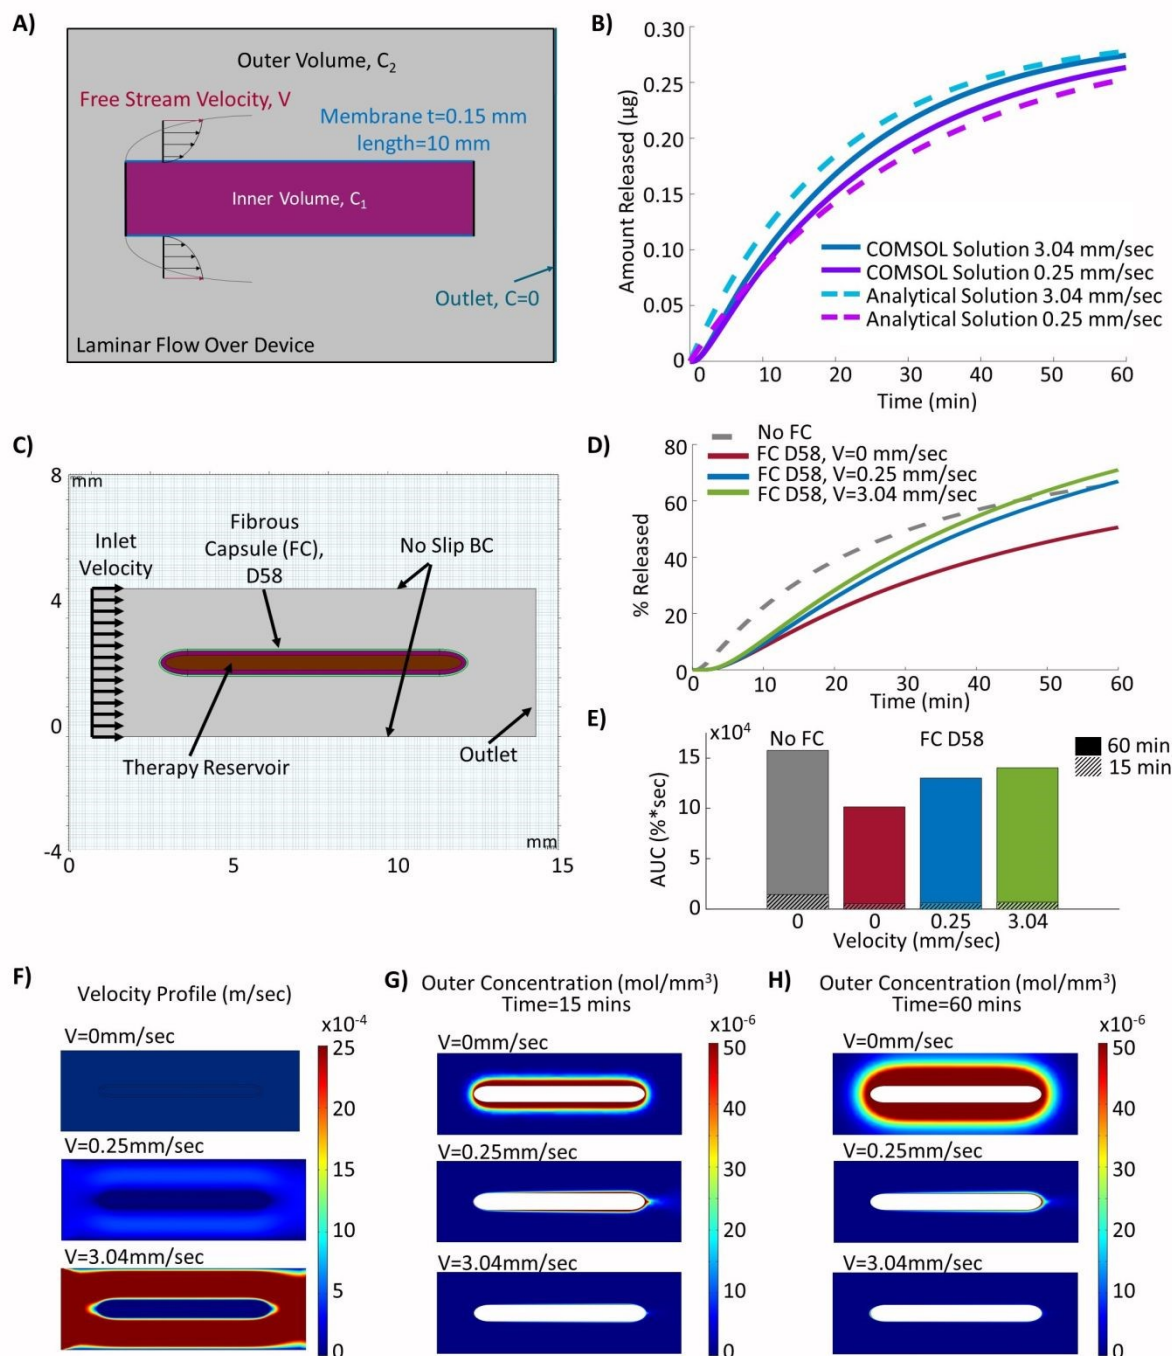 A)
Outer Volume, C2
Free Stream Velocity, V
Membrane t=0.15 mm
length=10 mm
Inner Volume, C1
Outlet, C=0
Laminar Flow Over Device
B)
0.30
0.25
0.20
0.15
0.10
0.05
0
Amount Released (µg)
COMSOL Solution 3.04 mm/sec
COMSOL Solution 0.25 mm/sec
Analytical Solution 3.04 mm/sec
Analytical Solution 0.25 mm/sec
0 10 20 30 40 50 60
Time (min)
C)
8
mm
4
0
-4
Inlet
Velocity
Fibrous
Capsule (FC),
D58
No Slip BC
Therapy Reservoir
Outlet
mm
0 5 10 15
D)
No FC
FC D58, V=0 mm/sec
FC D58, V=0.25 mm/sec
FC D58, V=3.04 mm/sec
80
60
40
20
0
% Released
0 10 20 30 40 50 60
Time (min)
E)
x10⁴
No FC FC D58
60 min
15 min
15
10
5
0
AUC (%*sec)
0 0 0.25 3.04
Velocity (mm/sec)
F)
Velocity Profile (m/sec)
x10⁻⁴
V=0mm/sec
V=0.25mm/sec
V=3.04mm/sec
25
20
15
10
5
0
G)
Outer Concentration (mol/mm³)
Time=15 mins
x10⁻⁶
V=0mm/sec
V=0.25mm/sec
V=3.04mm/sec
50
40
30
20
10
0
H)
Outer Concentration (mol/mm³)
Time=60 mins
x10⁻⁶
V=0mm/sec
V=0.25mm/sec
V=3.04mm/sec
50
40
30
20
10
0